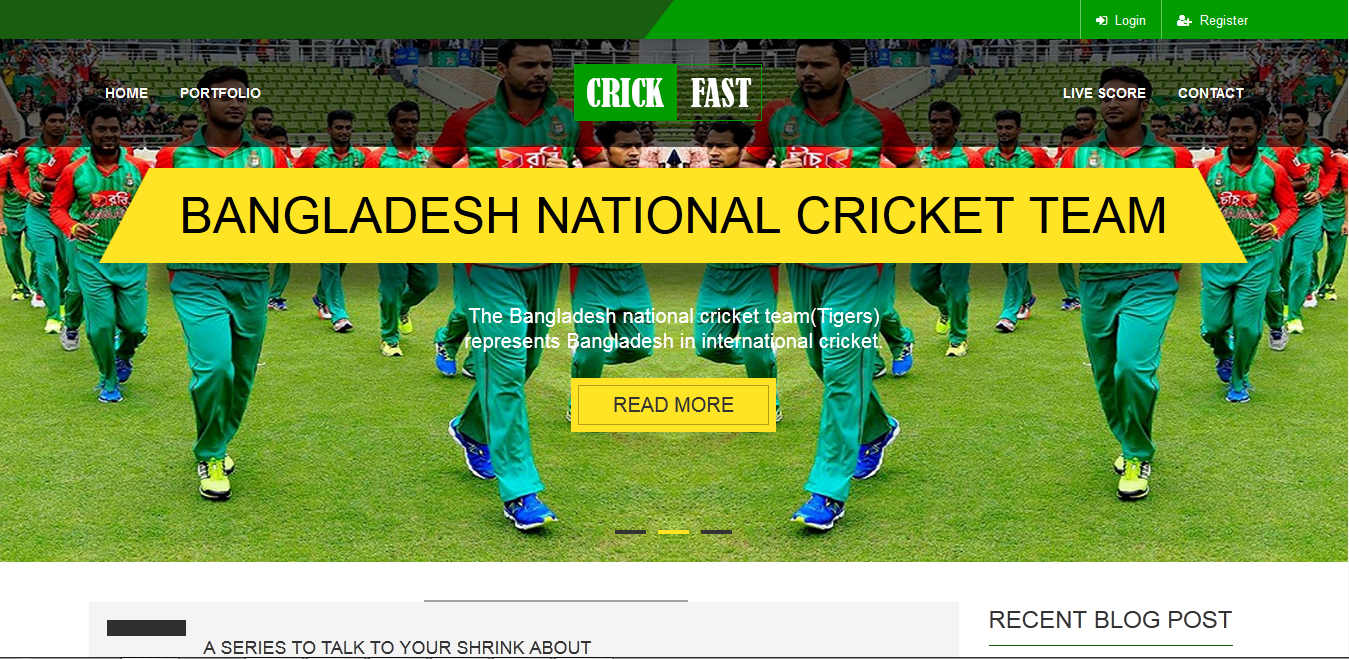 Login
Register
HOME
PORTFOLIO
CRICK FAST
LIVE SCORE
CONTACT
রবি
BANGLADESH NATIONAL CRICKET TEAM
The Bangladesh national cricket team(Tigers)
represents Bangladesh in international cricket.
READ MORE
RECENT BLOG POST
A SERIES TO TALK TO YOUR SHRINK ABOUT